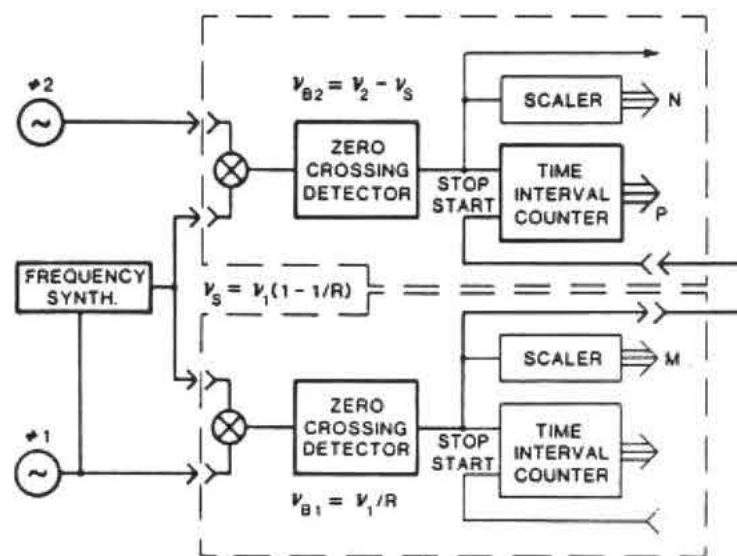 #2
ν_B2 = ν_2 − ν_S
SCALER
N
ZERO
CROSSING
DETECTOR
STOP
START
TIME
INTERVAL
COUNTER
P
FREQUENCY
SYNTH.
ν_S = ν_1(1 - 1/R)
SCALER
M
ZERO
CROSSING
DETECTOR
STOP
START
TIME
INTERVAL
COUNTER
#1
ν_B1 = ν_1/R